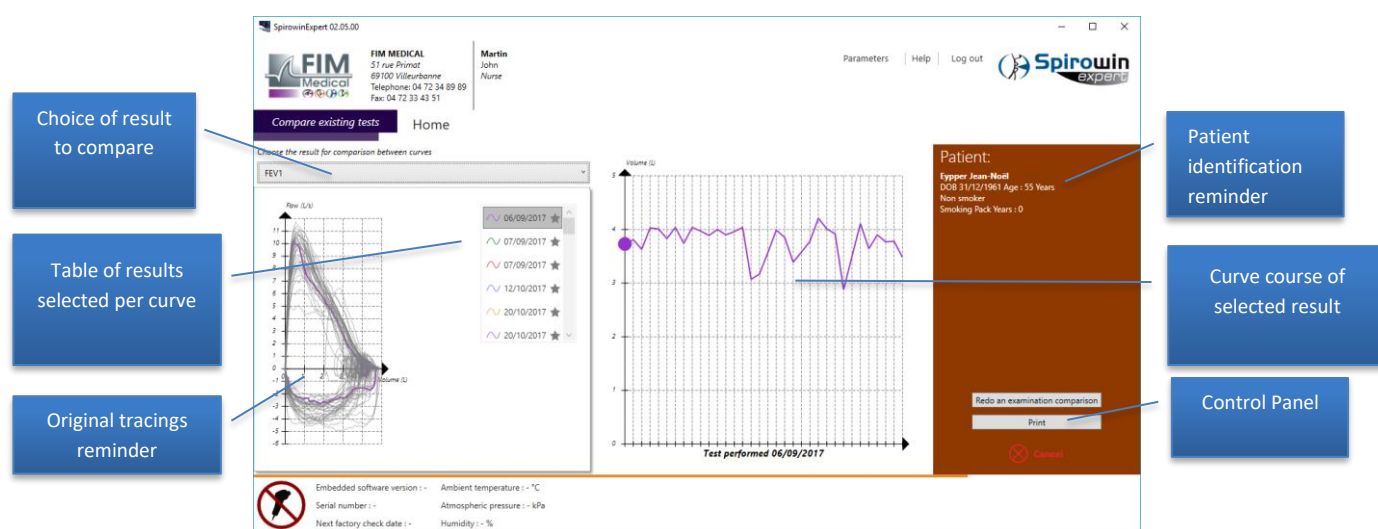 SpirowinExpert 02.05.00
FIM
Medical
FIM MEDICAL
51 rue Primat
69100 Villeurbanne
Telephone: 04 72 34 89 89
Fax: 04 72 33 43 51
Martin
John
Nurse
Parameters
Help
Log out
Spirowin
expert
Compare existing tests
Home
Choose the result for comparison between curves
FEV1
Flow (L/s)
11
10
9
8
7
6
5
4
3
2
1
0
-1
-2
-3
-4
-5
-6
0
1
2
Volume (L)
06/09/2017
07/09/2017
07/09/2017
12/10/2017
20/10/2017
20/10/2017
Volume (L)
5
4
3
2
1
0
Test performed 06/09/2017
Patient:
Eypper Jean-Noël
DOB 31/12/1961 Age : 55 Years
Non smoker
Smoking Pack Years : 0
Redo an examination comparison
Print
Cancel
Embedded software version : -
Serial number : -
Next factory check date : -
Ambient temperature : - °C
Atmospheric pressure : - kPa
Humidity : - %
Choice of result
to compare
Table of results
selected per curve
Original tracings
reminder
Patient
identification
reminder
Curve course of
selected result
Control Panel